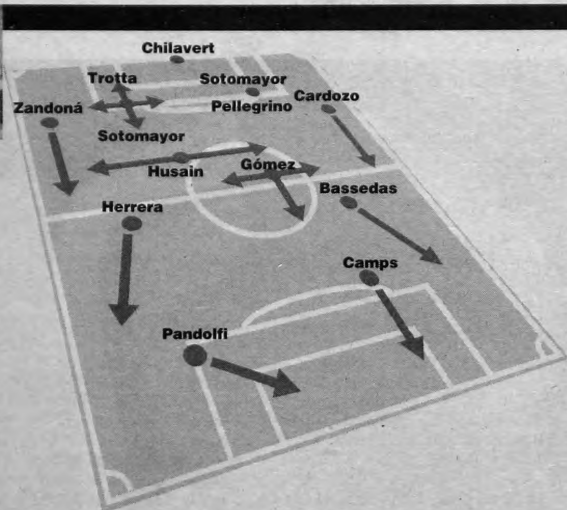 Chilavert
Trotta
Sotomayor
Pellegrino
Cardozo
Zandoná
Sotomayor
Husain
Gómez
Bassedas
Herrera
Camps
Pandolfi